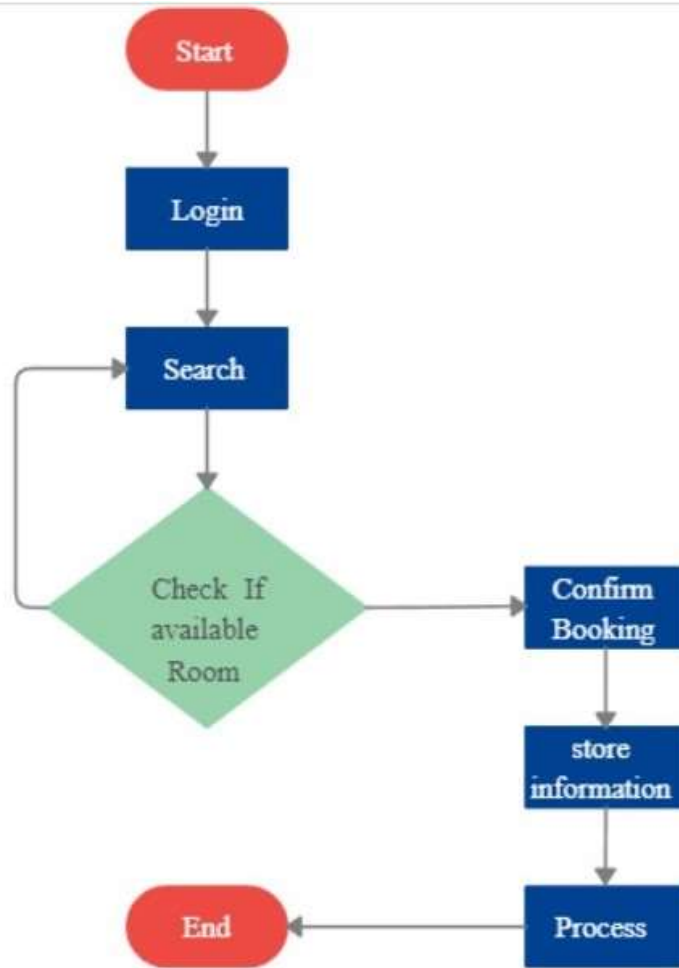 Start
Login
Search
Check If
available
Room
Confirm
Booking
store
information
Process
End